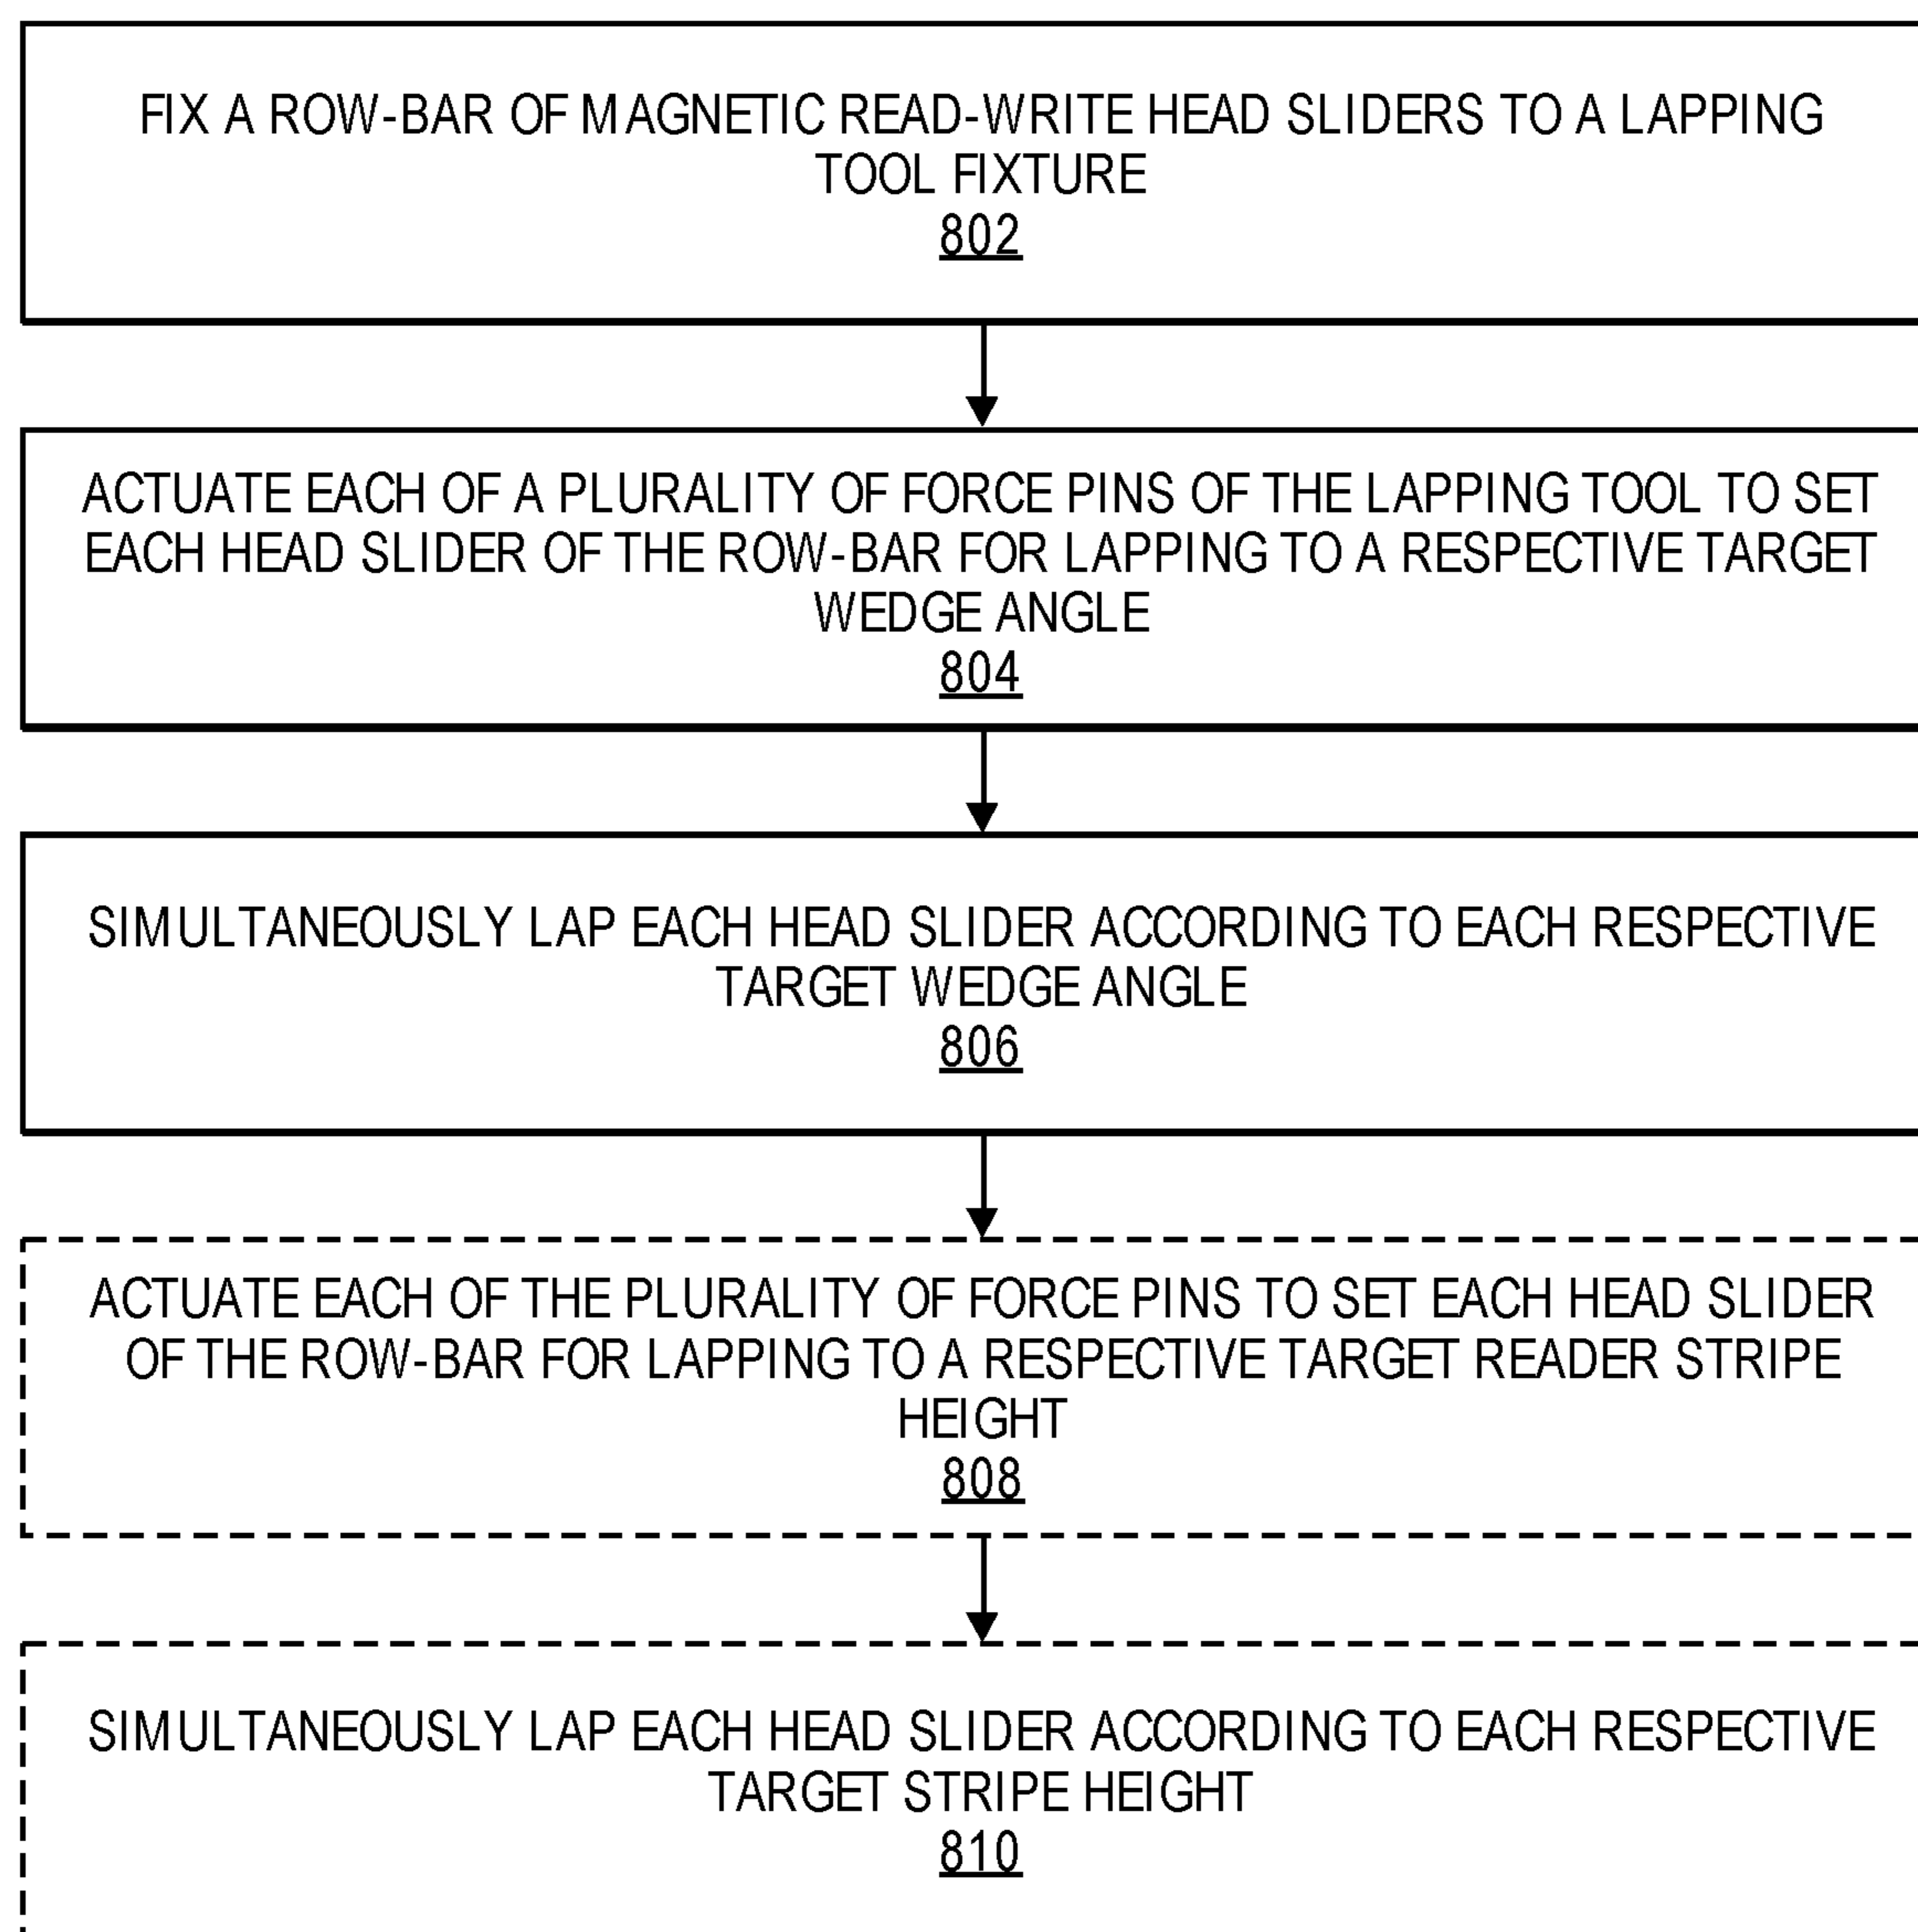 FIX A ROW-BAR OF MAGNETIC READ-WRITE HEAD SLIDERS TO A LAPPING
TOOL FIXTURE
802
ACTUATE EACH OF A PLURALITY OF FORCE PINS OF THE LAPPING TOOL TO SET
EACH HEAD SLIDER OF THE ROW-BAR FOR LAPPING TO A RESPECTIVE TARGET
WEDGE ANGLE
804
SIMULTANEOUSLY LAP EACH HEAD SLIDER ACCORDING TO EACH RESPECTIVE
TARGET WEDGE ANGLE
806
ACTUATE EACH OF THE PLURALITY OF FORCE PINS TO SET EACH HEAD SLIDER
OF THE ROW-BAR FOR LAPPING TO A RESPECTIVE TARGET READER STRIPE
HEIGHT
808
SIMULTANEOUSLY LAP EACH HEAD SLIDER ACCORDING TO EACH RESPECTIVE
TARGET STRIPE HEIGHT
810